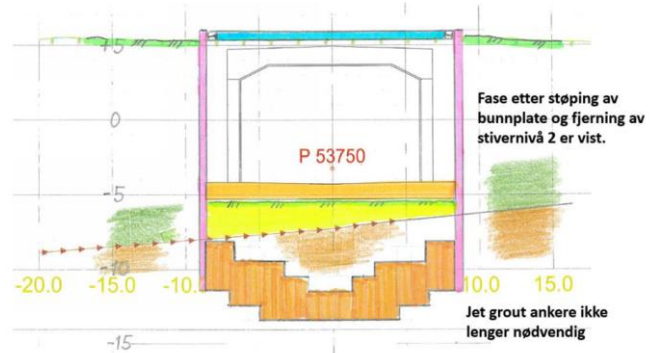 +5
Fase etter støping av
bunnplate og fjerning av
stivernivå 2 er vist.
0
P 53750
-5
-10
-20.0 -15.0 -10. 10.0 15.0
Jet grout ankere ikke
lenger nødvendig
-15